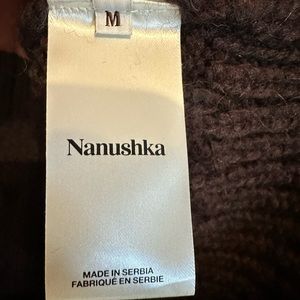 M
Nanushka
MADE IN SERBIA
FABRIQUÉ EN SERBIE